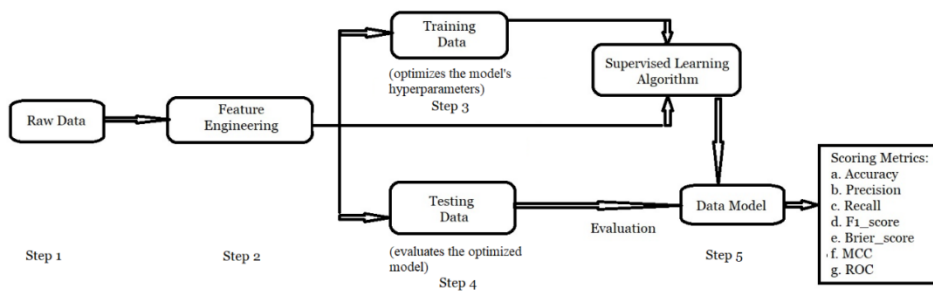 Training
Data
(optimizes the model's
hyperparameters)
Step 3
Supervised Learning
Algorithm
Raw Data
Feature
Engineering
Testing
Data
(evaluates the optimized
model)
Step 4
Evaluation
Data Model
Scoring Metrics:
a. Accuracy
b. Precision
c. Recall
d. F1_score
e. Brier_score
f. MCC
g. ROC
Step 1
Step 2
Step 5